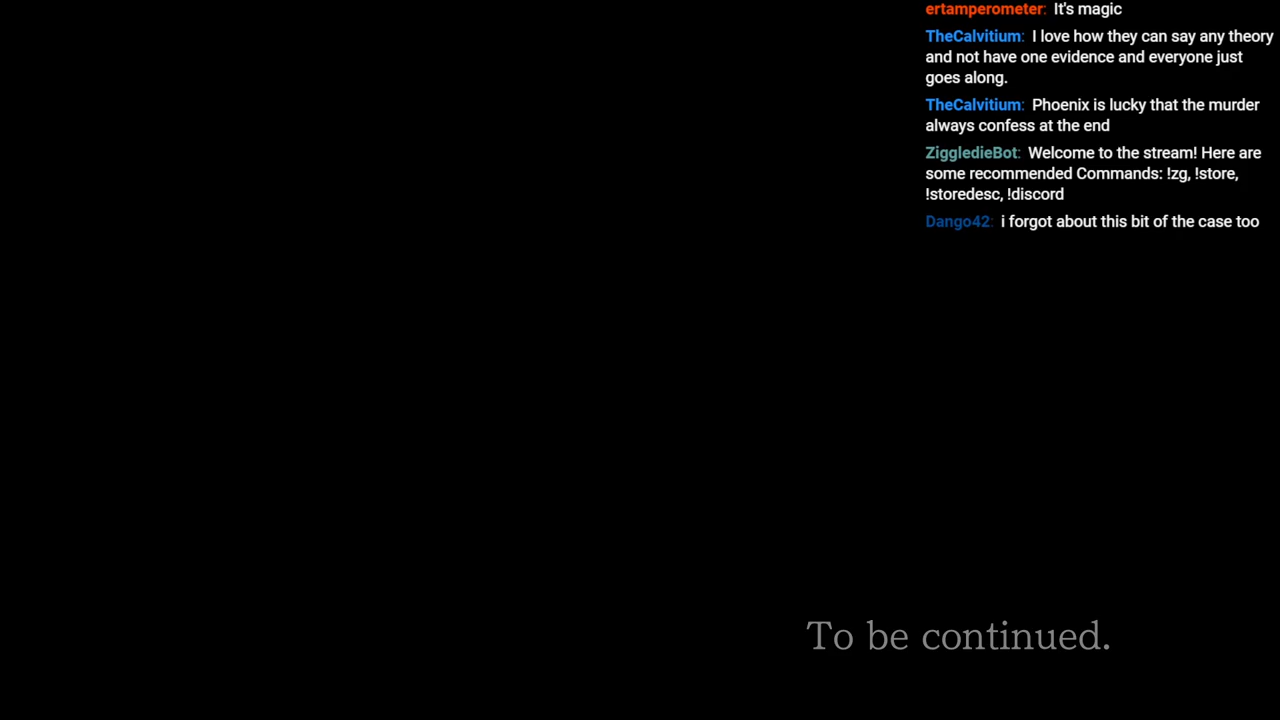 ertamperometer: It's magic
TheCalvitium: I love how they can say any theory
and not have one evidence and everyone just
goes along.
TheCalvitium: Phoenix is lucky that the murder
always confess at the end
ZiggledieBot: Welcome to the stream! Here are
some recommended Commands: !zg, !store,
!storedesc, !discord
Dango42: i forgot about this bit of the case too
To be continued.